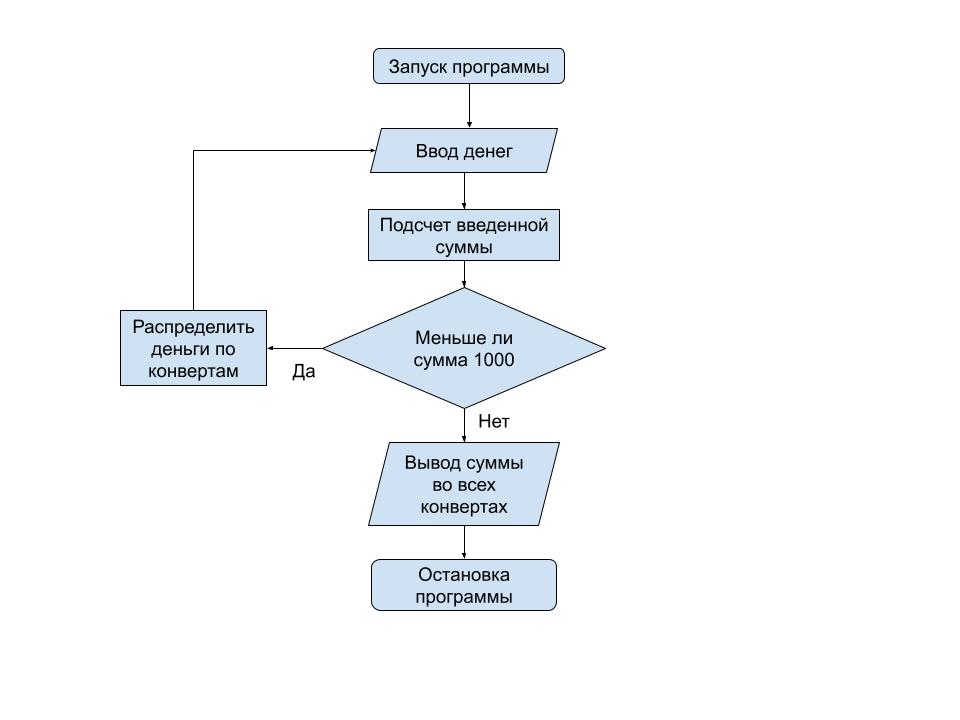 Запуск программы
Ввод денег
Подсчет введенной
суммы
Меньше ли
сумма 1000
Распределить
деньги по
конвертам
Да
Нет
Вывод суммы
во всех
конвертах
Остановка
программы